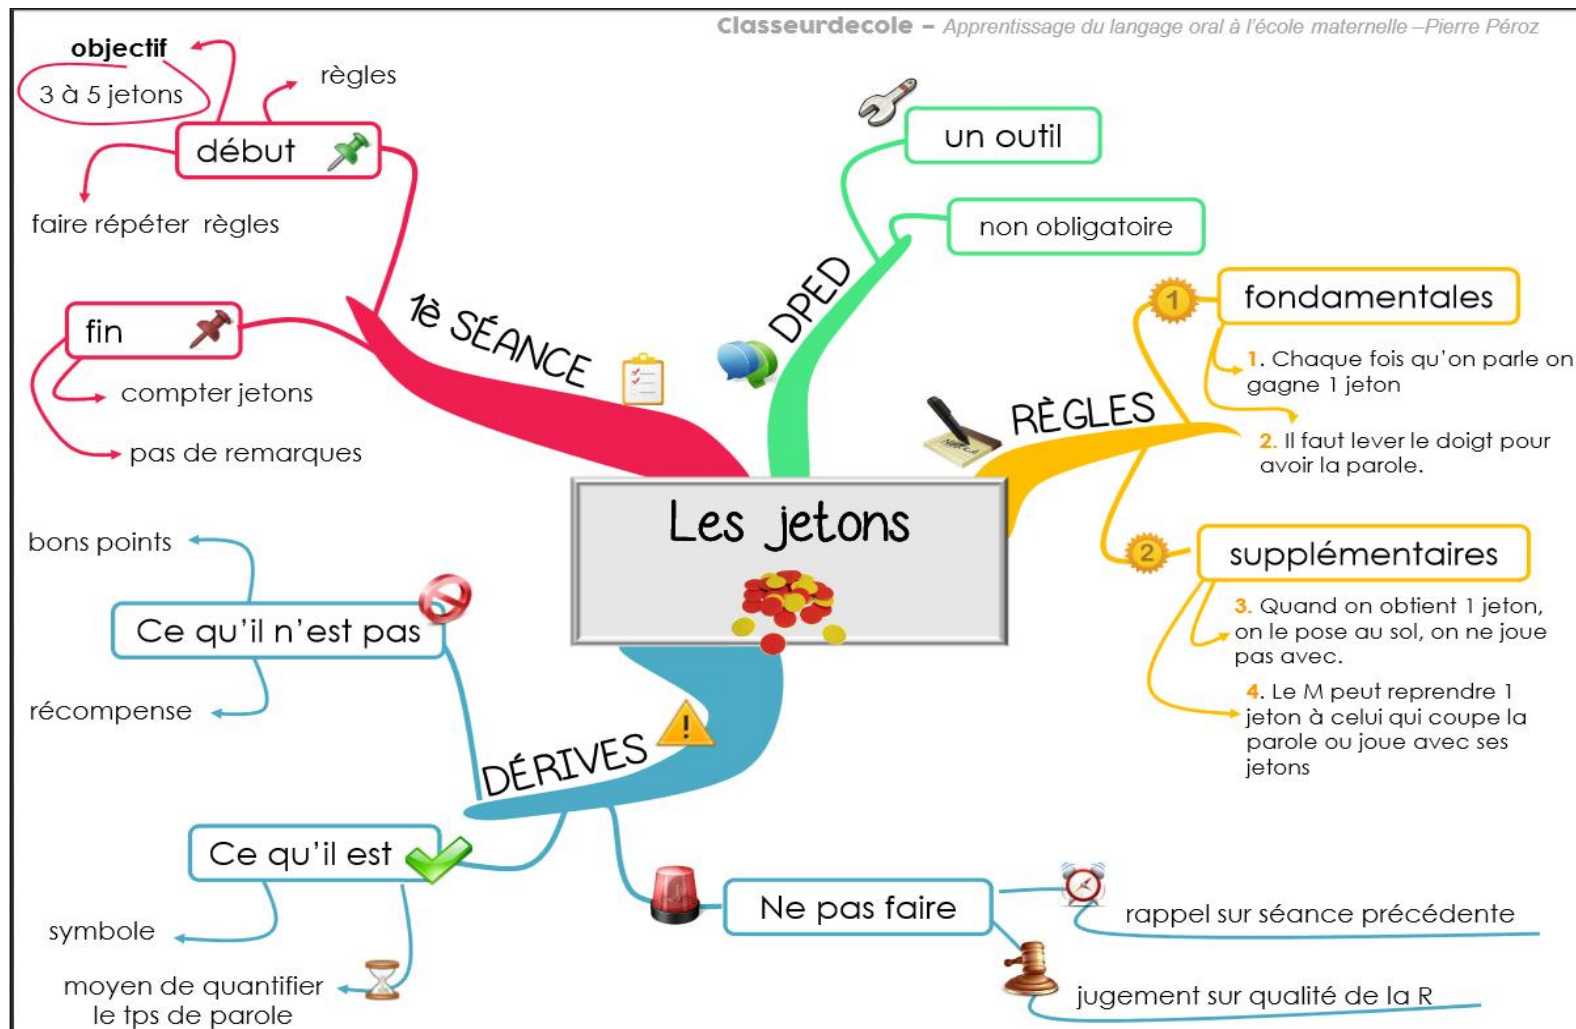 Classeurdecole – Apprentissage du langage oral à l'école maternelle –Pierre Péroz
objectif
3 à 5 jetons
règles
début
faire répéter règles
1è SÉANCE
fin
compter jetons
pas de remarques
DPED
un outil
non obligatoire
RÈGLES
1
fondamentales
1. Chaque fois qu'on parle on
gagne 1 jeton
2. Il faut lever le doigt pour
avoir la parole.
2
supplémentaires
3. Quand on obtient 1 jeton,
on le pose au sol, on ne joue
pas avec.
4. Le M peut reprendre 1
jeton à celui qui coupe la
parole ou joue avec ses
jetons
Les jetons
DÉRIVES
bons points
Ce qu'il n'est pas
récompense
Ce qu'il est
symbole
moyen de quantifier
le tps de parole
Ne pas faire
rappel sur séance précédente
jugement sur qualité de la R